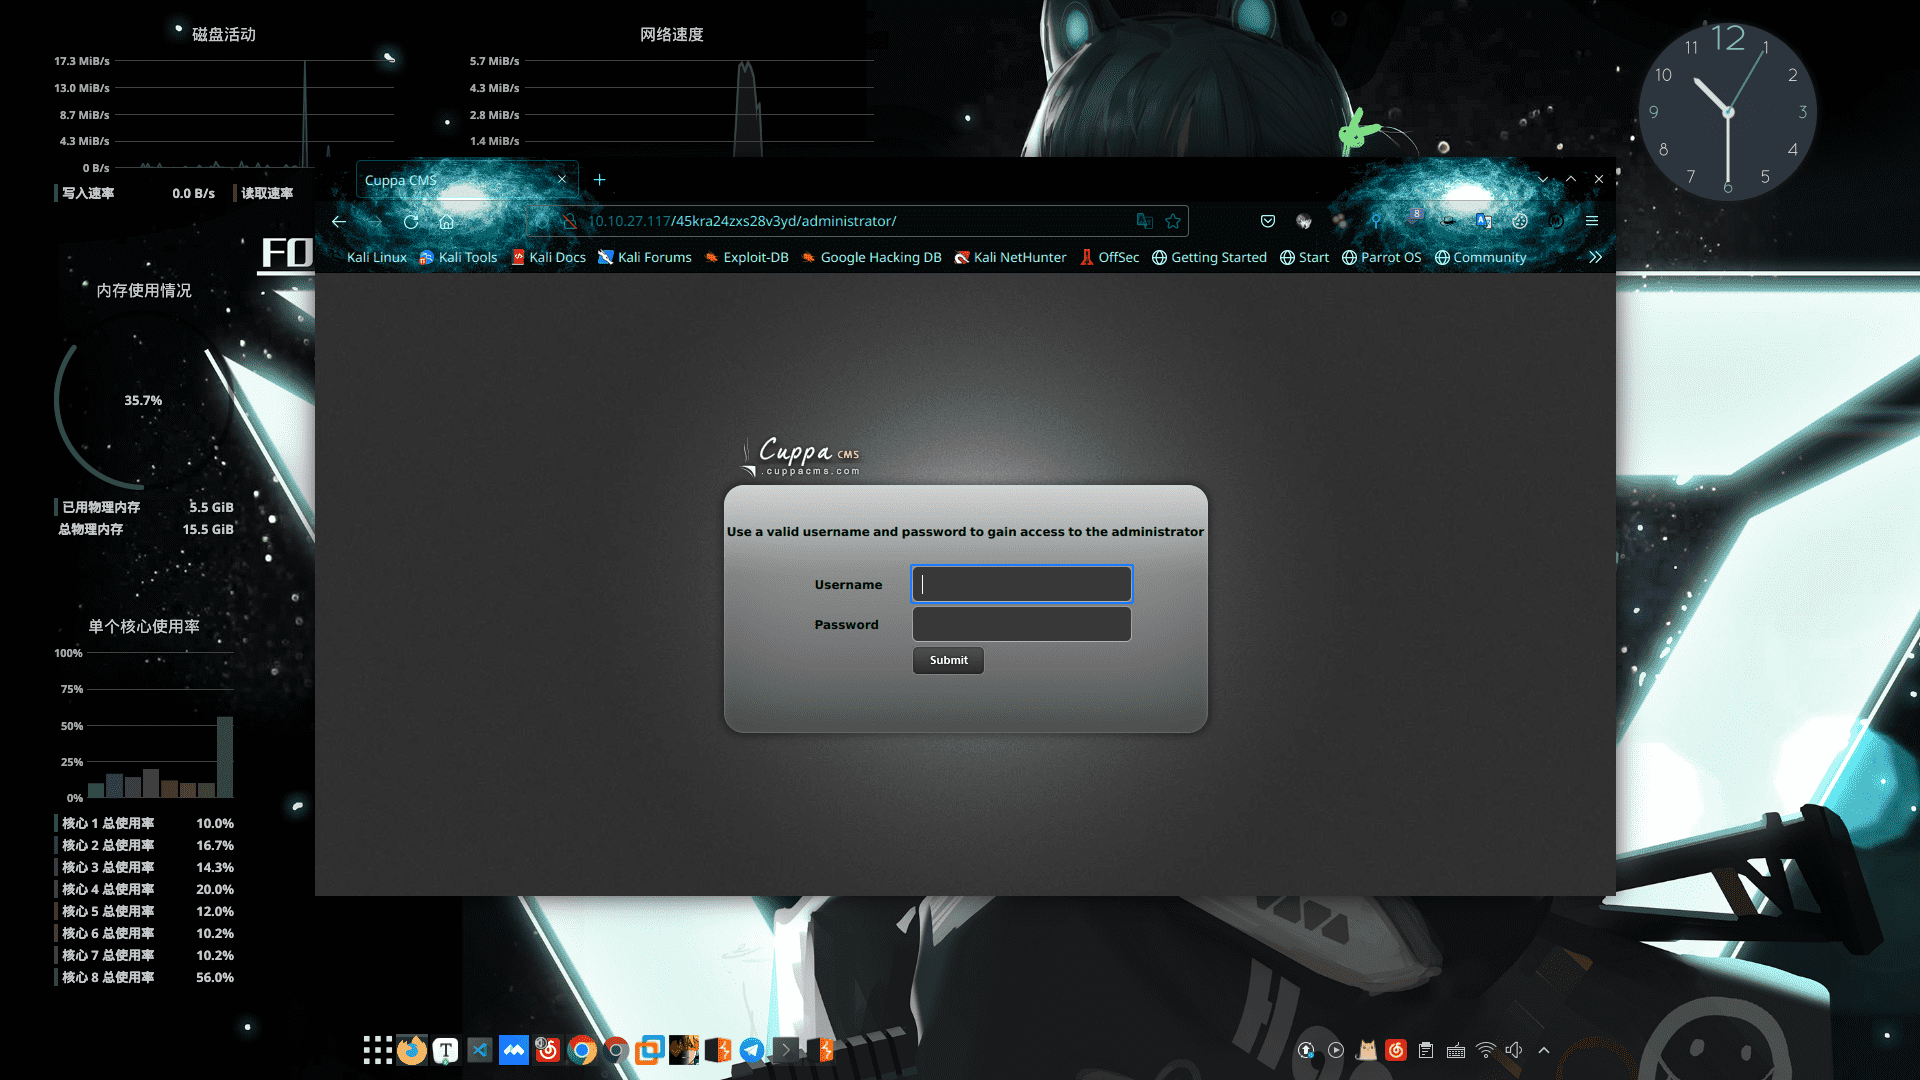 磁盘活动
17.3 MiB/s
13.0 MiB/s
8.7 MiB/s
4.3 MiB/s
0 B/s
写入速率 0.0 B/s 读取速率
网络速度
5.7 MiB/s
4.3 MiB/s
2.8 MiB/s
1.4 MiB/s
12
1
2
3
4
5
6
7
8
9
10
11
FO
内存使用情况
35.7%
已用物理内存 5.5 GiB
总物理内存 15.5 GiB
单个核心使用率
100%
75%
50%
25%
0%
核心 1 总使用率 10.0%
核心 2 总使用率 16.7%
核心 3 总使用率 14.3%
核心 4 总使用率 20.0%
核心 5 总使用率 12.0%
核心 6 总使用率 10.2%
核心 7 总使用率 10.2%
核心 8 总使用率 56.0%
Cuppa CMS
10.10.27.117/45kra24zxs28v3yd/administrator/
8
Kali Linux Kali Tools Kali Docs Kali Forums Exploit-DB Google Hacking DB Kali NetHunter OffSec Getting Started Start Parrot OS Community
Cuppa CMS
.cuppacms.com
Use a valid username and password to gain access to the administrator
Username
Password
Submit